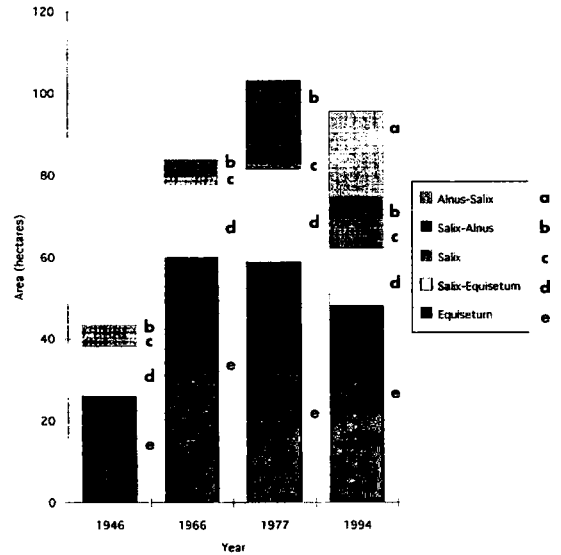 120
100
80
60
40
20
0
Area (hectares)
b
c
d
e
b
c
d
e
b
c
d
e
a
b
c
d
e
1946 1966 1977 1994
Year
Alnus-Salix a
Salix-Alnus b
Salix c
Salix-Equisetum d
Equisetum e